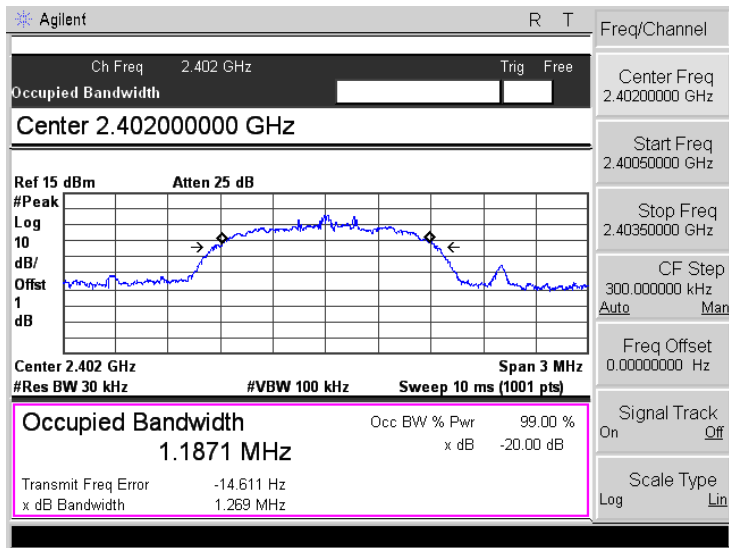 Agilent R T
Ch Freq 2.402 GHz Trig Free
Occupied Bandwidth
Center 2.402000000 GHz
Ref 15 dBm Atten 25 dB
#Peak
Log
10
dB/
Offst
1
dB
Center 2.402 GHz Span 3 MHz
#Res BW 30 kHz #VBW 100 kHz Sweep 10 ms (1001 pts)
Occupied Bandwidth Occ BW % Pwr 99.00 %
1.1871 MHz x dB -20.00 dB
Transmit Freq Error -14.611 Hz
x dB Bandwidth 1.269 MHz
Freq/Channel
Center Freq
2.40200000 GHz
Start Freq
2.40050000 GHz
Stop Freq
2.40350000 GHz
CF Step
300.000000 kHz
Auto Man
Freq Offset
0.00000000 Hz
Signal Track
On Off
Scale Type
Log Lin